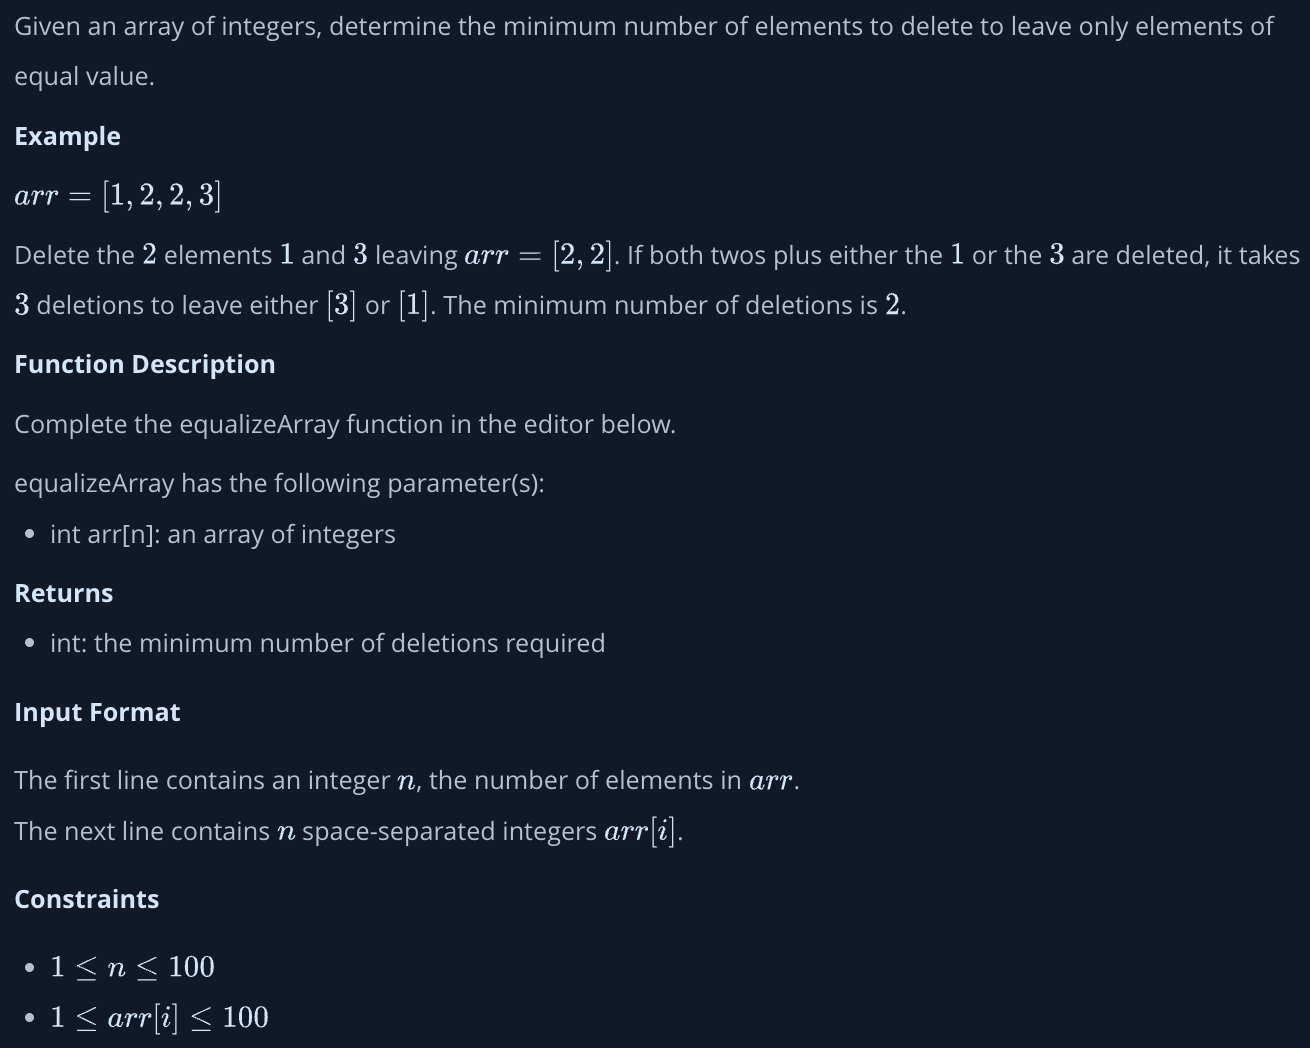 Given an array of integers, determine the minimum number of elements to delete to leave only elements of
equal value.
Example
arr = [1, 2, 2, 3]
Delete the 2 elements 1 and 3 leaving arr = [2, 2]. If both twos plus either the 1 or the 3 are deleted, it takes
3 deletions to leave either [3] or [1]. The minimum number of deletions is 2.
Function Description
Complete the equalizeArray function in the editor below.
equalizeArray has the following parameter(s):
• int arr[n]: an array of integers
Returns
• int: the minimum number of deletions required
Input Format
The first line contains an integer n, the number of elements in arr.
The next line contains n space-separated integers arr[i].
Constraints
• 1 ≤ n ≤ 100
• 1 ≤ arr[i] ≤ 100